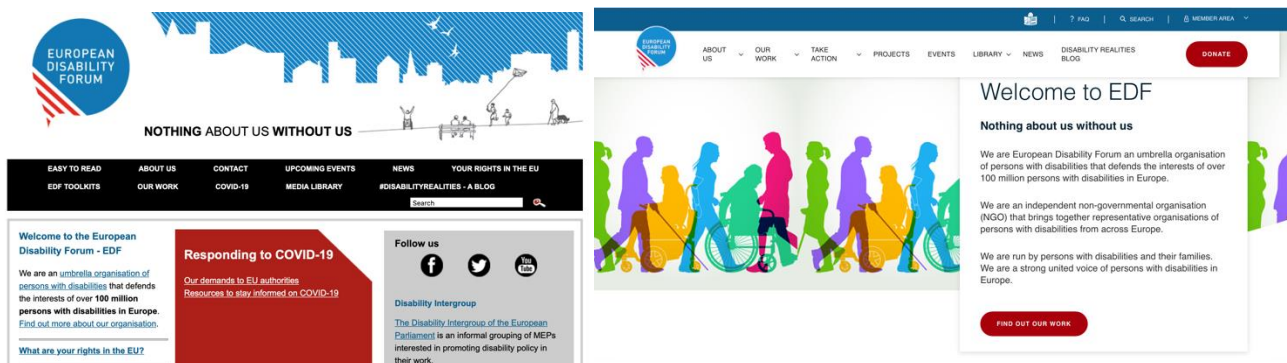 EUROPEAN
DISABILITY
FORUM
NOTHING ABOUT US WITHOUT US
EASY TO READ ABOUT US CONTACT UPCOMING EVENTS NEWS YOUR RIGHTS IN THE EU
EDF TOOLKITS OUR WORK COVID-19 MEDIA LIBRARY #DISABILITYREALITIES - A BLOG
Search
Welcome to the European
Disability Forum - EDF
We are an umbrella organisation of
persons with disabilities that defends
the interests of over 100 million
persons with disabilities in Europe.
Find out more about our organisation.
What are your rights in the EU?
Responding to COVID-19
Our demands to EU authorities
Resources to stay informed on COVID-19
Follow us
You
Tube
Disability Intergroup
The Disability Intergroup of the European
Parliament is an informal grouping of MEPs
interested in promoting disability policy in
their work.
? FAQ | SEARCH | MEMBER AREA
EUROPEAN
DISABILITY
FORUM
ABOUT
US
OUR
WORK
TAKE
ACTION
PROJECTS
EVENTS
LIBRARY
NEWS
DISABILITY REALITIES
BLOG
DONATE
Welcome to EDF
Nothing about us without us
We are European Disability Forum an umbrella organisation
of persons with disabilities that defends the interests of over
100 million persons with disabilities in Europe.
We are an independent non-governmental organisation
(NGO) that brings together representative organisations of
persons with disabilities from across Europe.
We are run by persons with disabilities and their families.
We are a strong united voice of persons with disabilities in
Europe.
FIND OUT OUR WORK